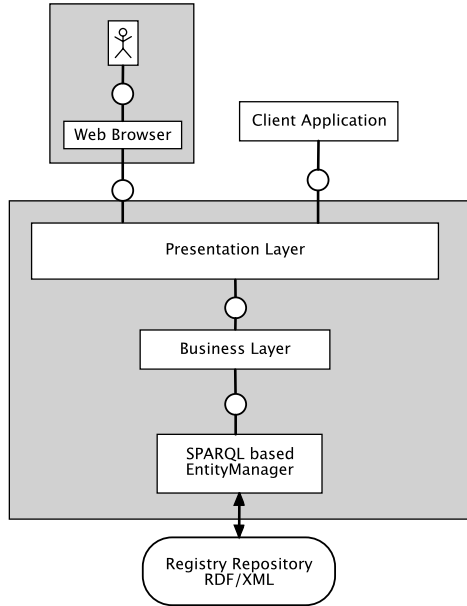 Web Browser
Client Application
Presentation Layer
Business Layer
SPARQL based
EntityManager
Registry Repository
RDF/XML